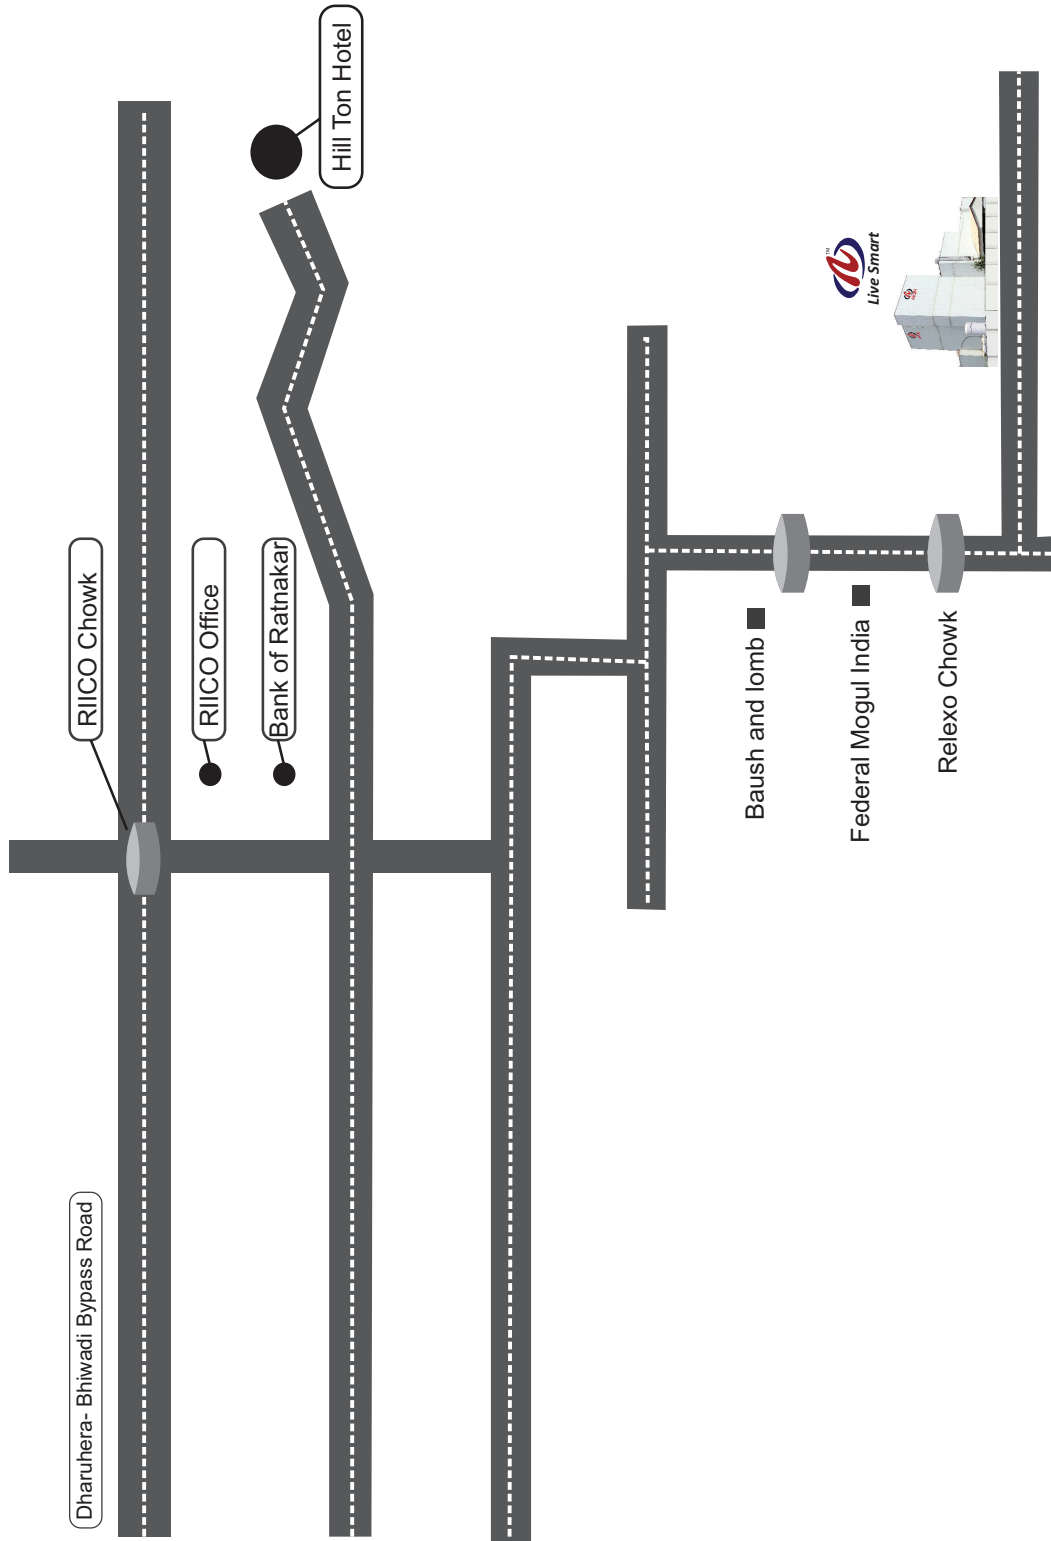 Dharuhera- Bhiwadi Bypass Road
RIICO Chowk
RIICO Office
Bank of Ratnakar
Hill Ton Hotel
Baush and lomb
Federal Mogul India
Relexo Chowk
TM
Live Smart